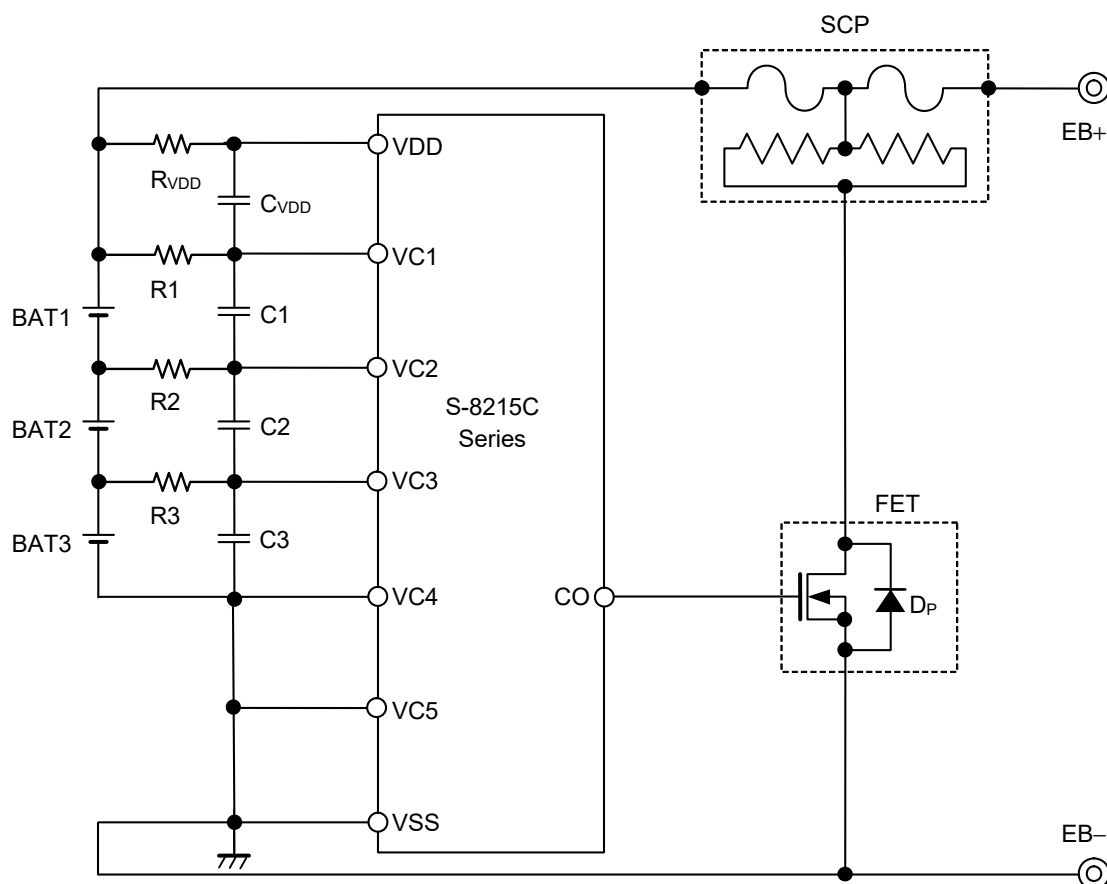 SCP
EB+
VDD
RVDD
CVDD
VC1
R1
BAT1
C1
VC2
R2
S-8215C
Series
BAT2
C2
VC3
R3
FET
BAT3
C3
VC4
CO
DP
VC5
VSS
EB−